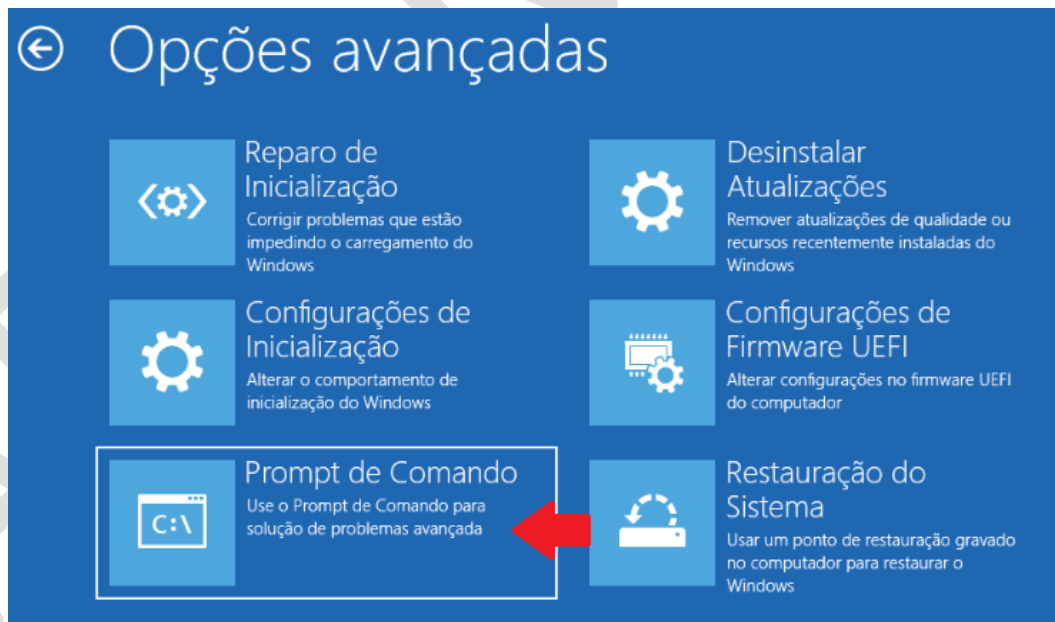 Opções avançadas
Reparo de
Inicialização
Corrigir problemas que estão
impedindo o carregamento do
Windows
Desinstalar
Atualizações
Remover atualizações de qualidade ou
recursos recentemente instaladas do
Windows
Configurações de
Inicialização
Alterar o comportamento de
inicialização do Windows
Configurações de
Firmware UEFI
Alterar configurações no firmware UEFI
do computador
C:\
Prompt de Comando
Use o Prompt de Comando para
solução de problemas avançada
Restauração do
Sistema
Usar um ponto de restauração gravado
no computador para restaurar o
Windows